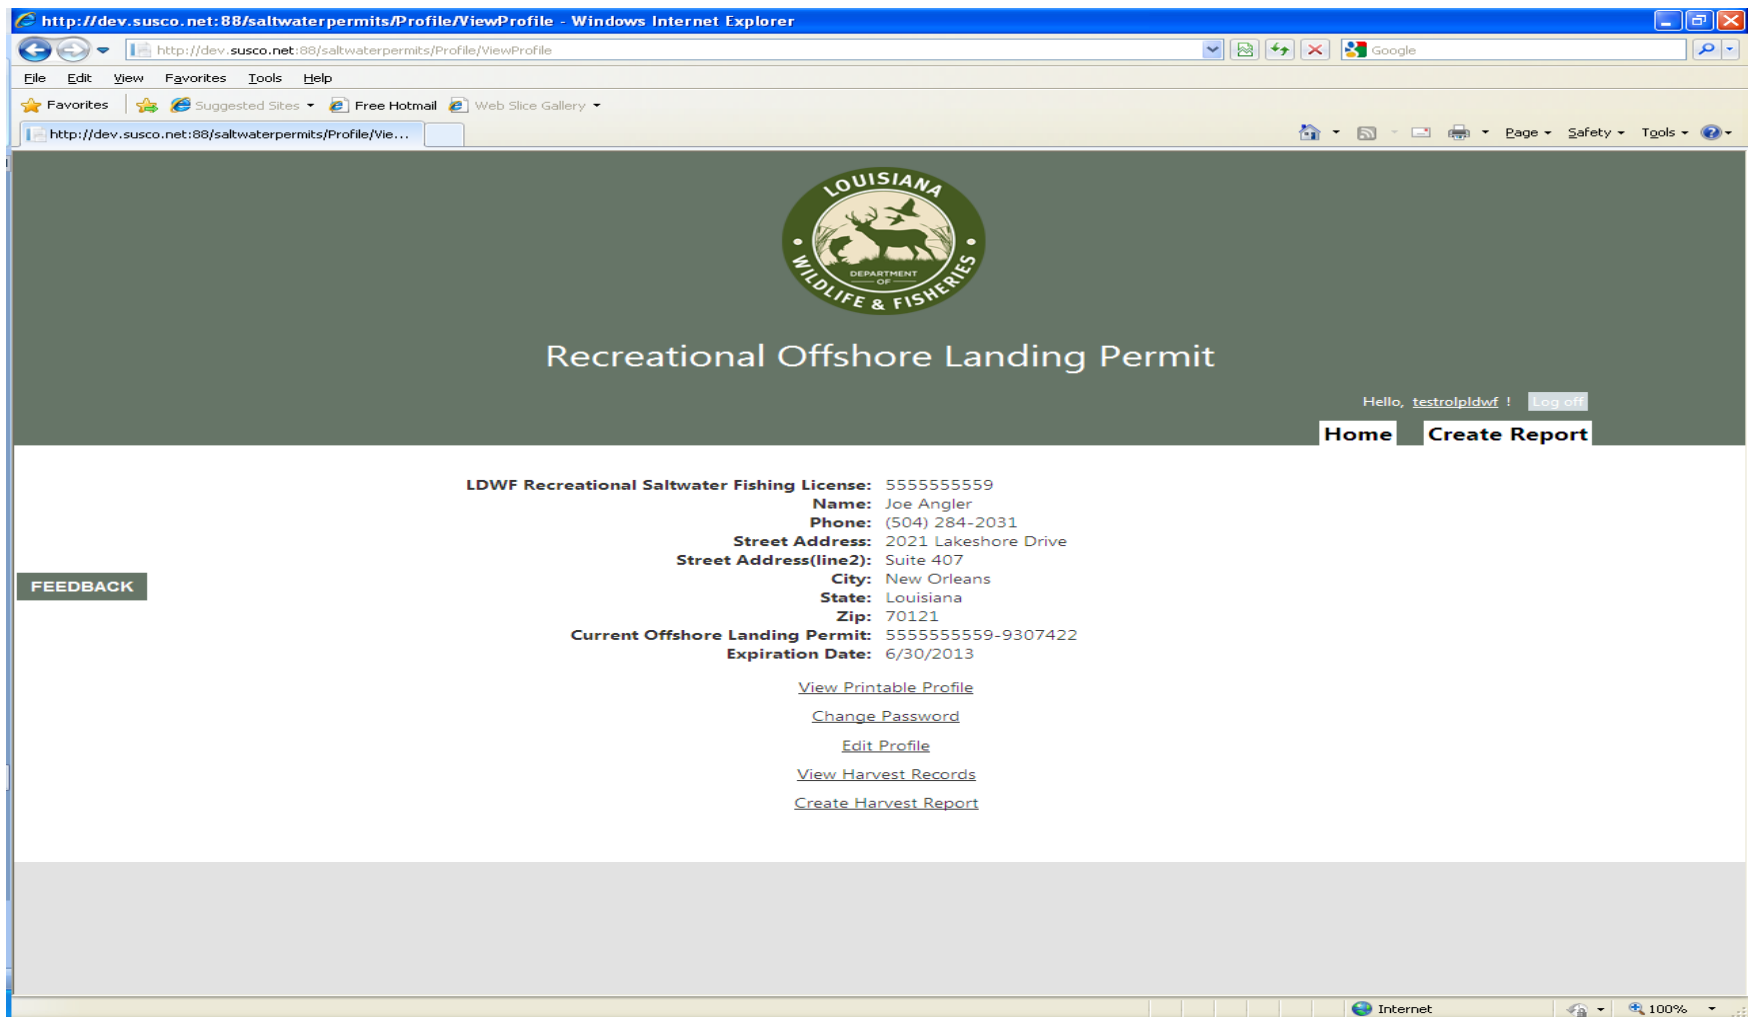 http://dev.susco.net:88/saltwaterpermits/Profile/ViewProfile - Windows Internet Explorer
http://dev.susco.net:88/saltwaterpermits/Profile/ViewProfile
Google
File Edit View Favorites Tools Help
Favorites Suggested Sites Free Hotmail Web Slice Gallery
http://dev.susco.net:88/saltwaterpermits/Profile/Vie...
Page Safety Tools
LOUISIANA
DEPARTMENT
OF
WILDLIFE & FISHERIES
Recreational Offshore Landing Permit
Hello, testrolpldwf ! Log off
Home Create Report
LDWF Recreational Saltwater Fishing License: 5555555559
Name: Joe Angler
Phone: (504) 284-2031
Street Address: 2021 Lakeshore Drive
Street Address(line2): Suite 407
City: New Orleans
State: Louisiana
Zip: 70121
Current Offshore Landing Permit: 5555555559-9307422
Expiration Date: 6/30/2013
FEEDBACK
View Printable Profile
Change Password
Edit Profile
View Harvest Records
Create Harvest Report
Internet 100%